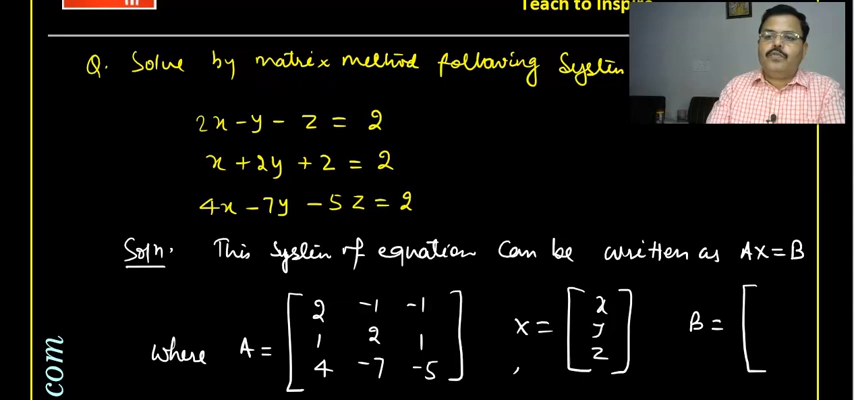 Teach to Inspire
Q. Solve by matrix method following System
2x - y - z = 2
x + 2y + z = 2
4x - 7y - 5z = 2
Soln. This System of equation can be written as AX = B
where A = [ 2 -1 -1
1 2 1
4 -7 -5 ] , X = [ x
y
z ] B = [
com